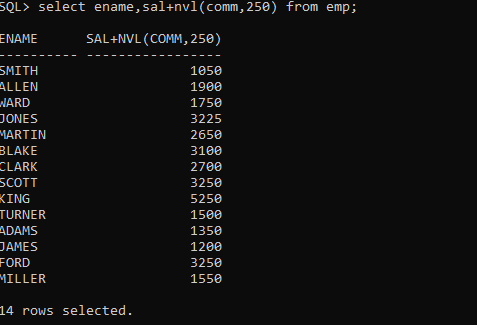 SQL> select ename,sal+nvl(comm,250) from emp;
ENAME      SAL+NVL(COMM,250)
---------- -----------------
SMITH                   1050
ALLEN                   1900
WARD                    1750
JONES                   3225
MARTIN                  2650
BLAKE                   3100
CLARK                   2700
SCOTT                   3250
KING                    5250
TURNER                  1500
ADAMS                   1350
JAMES                   1200
FORD                    3250
MILLER                  1550
14 rows selected.